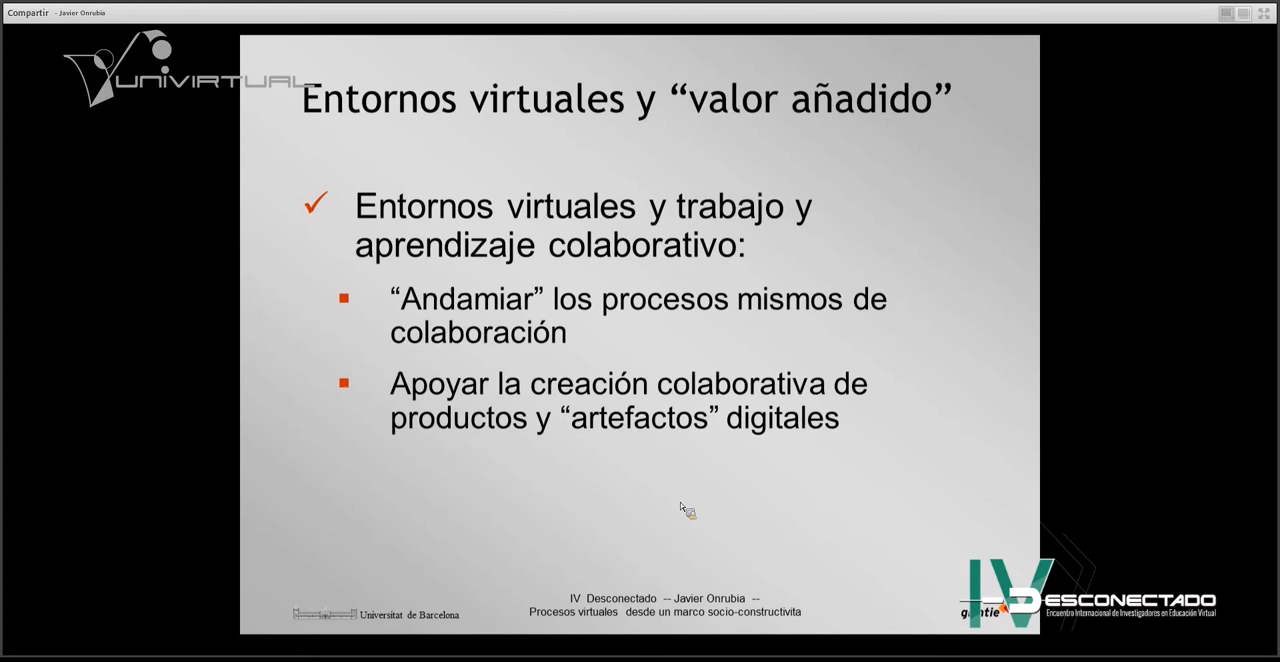 Compartir - Javier Onrubia
UNIVIRTUAL
Entornos virtuales y “valor añadido”
Entornos virtuales y trabajo y
aprendizaje colaborativo:
“Andamiar” los procesos mismos de
colaboración
Apoyar la creación colaborativa de
productos y “artefactos” digitales
IV Desconectado -- Javier Onrubia --
Procesos virtuales desde un marco socio-constructivita
Universitat de Barcelona
IV
DESCONECTADO
Encuentro Internacional de Investigadores en Educación Virtual